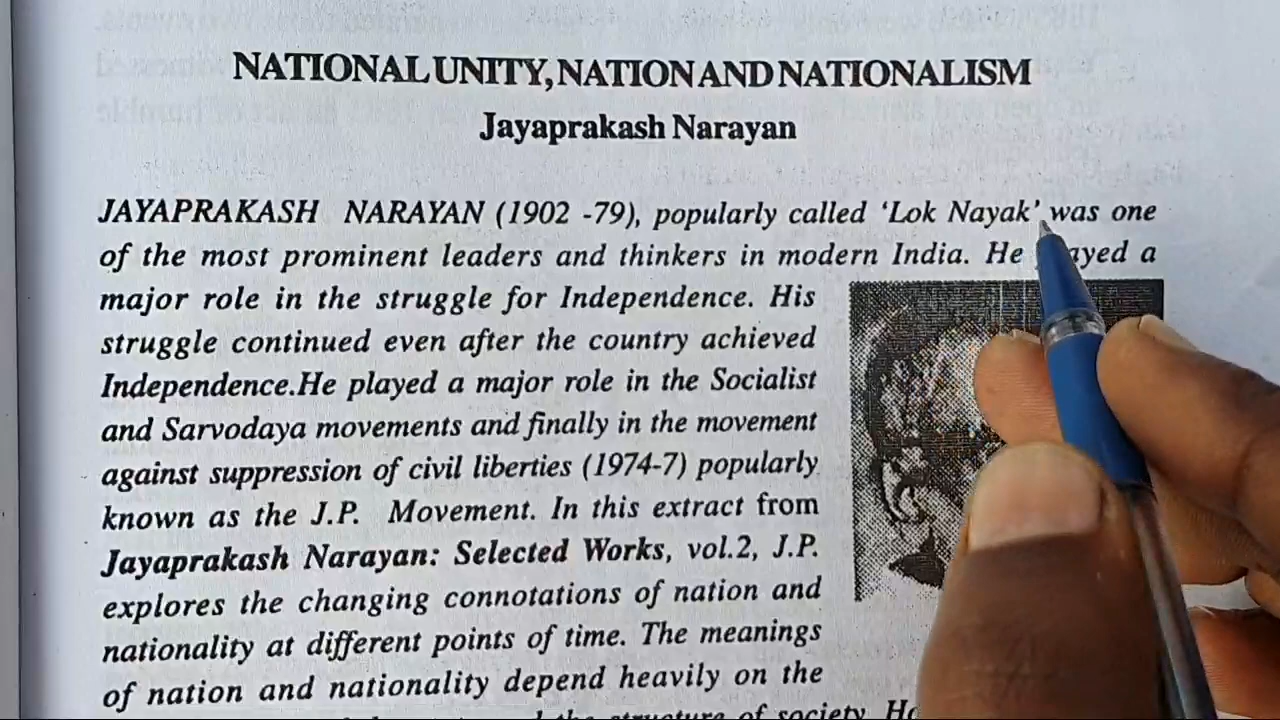 NATIONAL UNITY, NATION AND NATIONALISM
Jayaprakash Narayan
JAYAPRAKASH NARAYAN (1902 -79), popularly called ‘Lok Nayak’ was one
of the most prominent leaders and thinkers in modern India. He ayed a
major role in the struggle for Independence. His
struggle continued even after the country achieved
Independence.He played a major role in the Socialist
and Sarvodaya movements and finally in the movement
against suppression of civil liberties (1974-7) popularly
known as the J.P. Movement. In this extract from
Jayaprakash Narayan: Selected Works, vol.2, J.P.
explores the changing connotations of nation and
nationality at different points of time. The meanings
of nation and nationality depend heavily on the
the structure of society.